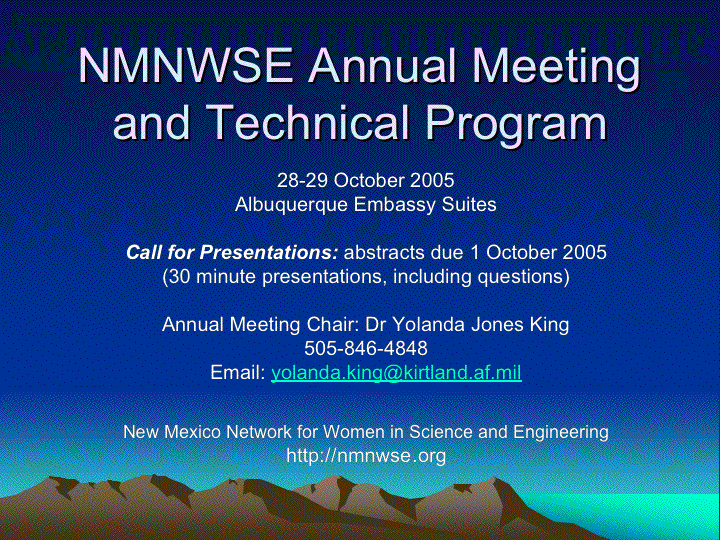 NMNWSE Annual Meeting
and Technical Program
28-29 October 2005
Albuquerque Embassy Suites
Call for Presentations: abstracts due 1 October 2005
(30 minute presentations, including questions)
Annual Meeting Chair: Dr Yolanda Jones King
505-846-4848
Email: yolanda.king@kirtland.af.mil
New Mexico Network for Women in Science and Engineering
http://nmnwse.org